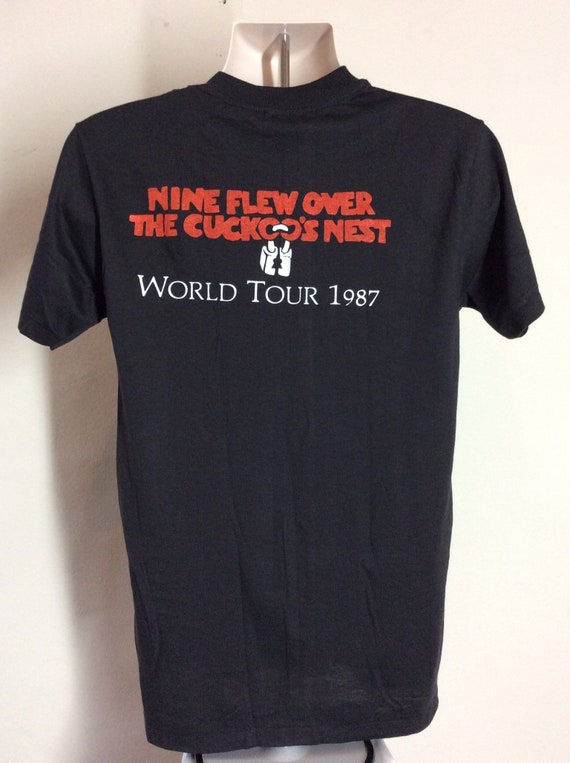 NINE FLEW OVER
THE CUCKOO'S NEST
WORLD TOUR 1987